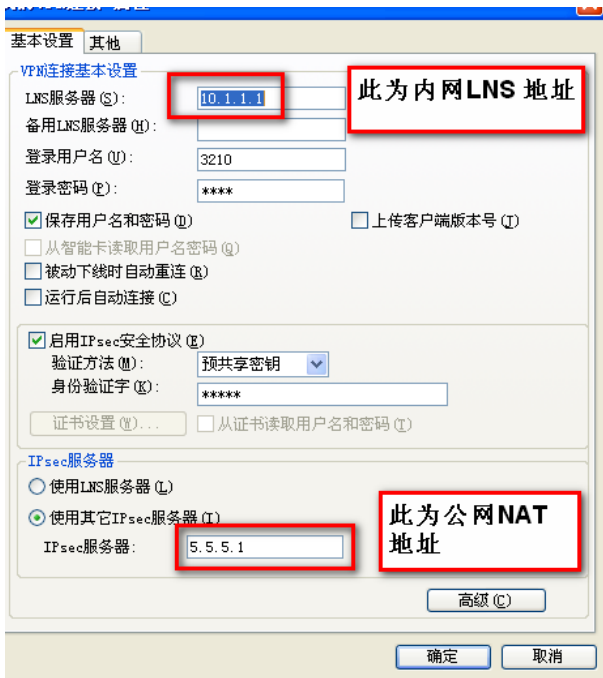 基本设置 其他
VPN连接基本设置
LNS服务器(S): 10.1.1.1
此为内网LNS 地址
备用LNS服务器(H):
登录用户名(U): 3210
登录密码(P): ****
保存用户名和密码(D) 上传客户端版本号(J)
从智能卡读取用户名密码(Q)
被动下线时自动重连(R)
运行后自动连接(C)
启用IPsec安全协议(E)
验证方法(M): 预共享密钥
身份验证字(K): *****
证书设置(W)... 从证书读取用户名和密码(T)
IPsec服务器
使用LNS服务器(L)
使用其它IPsec服务器(I)
IPsec服务器: 5.5.5.1
此为公网NAT
地址
高级(C)
确定 取消